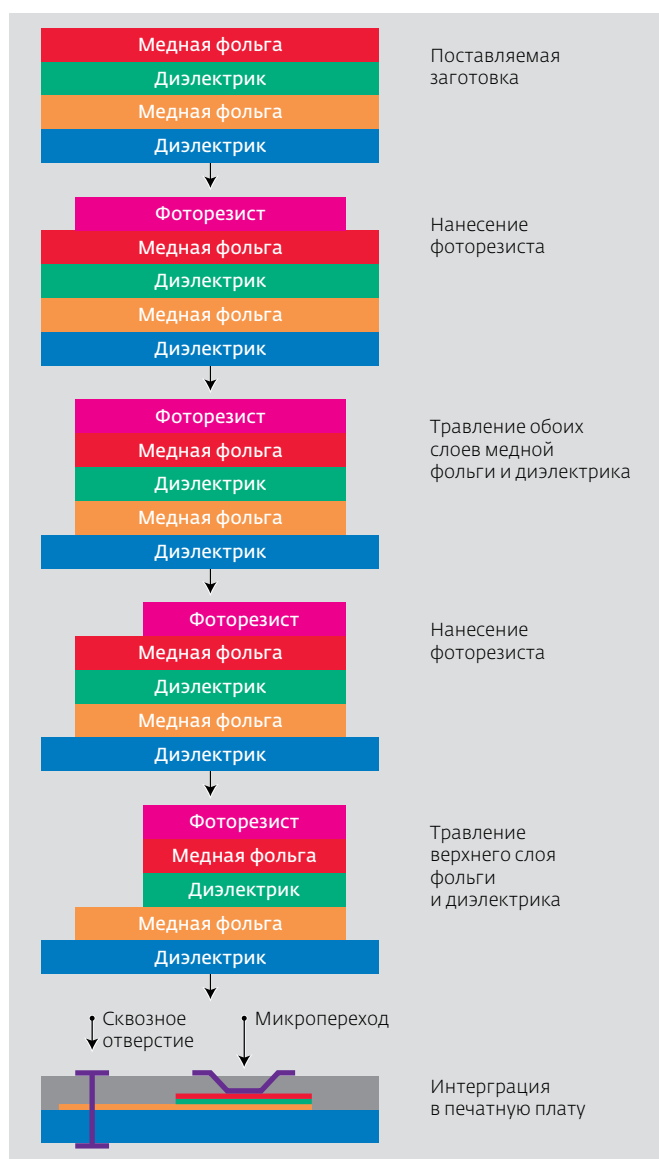 Медная фольга
Диэлектрик
Медная фольга
Диэлектрик
Поставляемая
заготовка
Фоторезист
Медная фольга
Диэлектрик
Медная фольга
Диэлектрик
Нанесение
фоторезиста
Фоторезист
Медная фольга
Диэлектрик
Медная фольга
Диэлектрик
Травление обоих
слоев медной
фольги и диэлектрика
Фоторезист
Медная фольга
Диэлектрик
Медная фольга
Диэлектрик
Нанесение
фоторезиста
Фоторезист
Медная фольга
Диэлектрик
Медная фольга
Диэлектрик
Травление
верхнего слоя
фольги
и диэлектрика
Сквозное
отверстие
Микропереход
Интерграция
в печатную плату